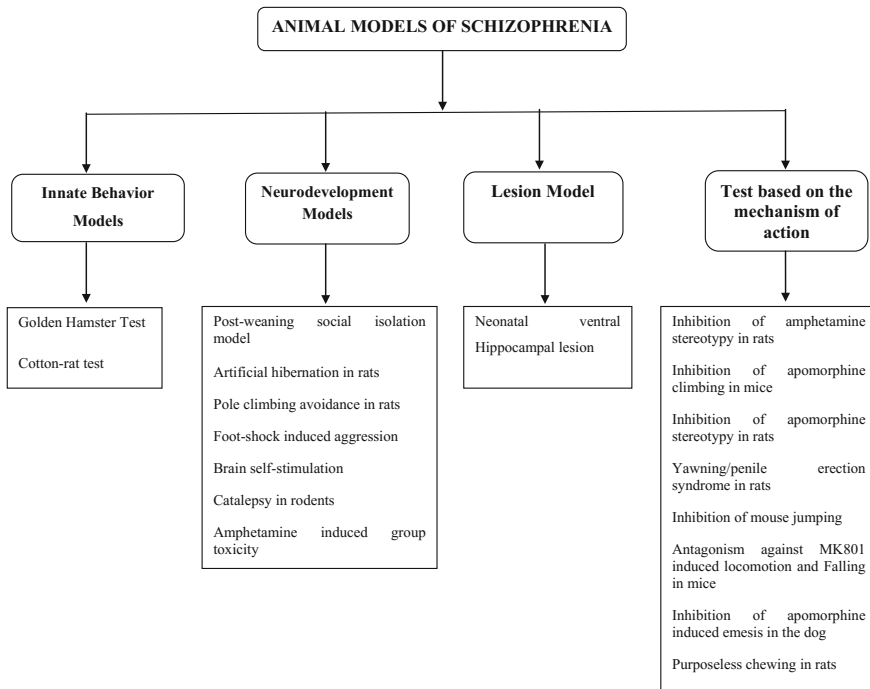 ANIMAL MODELS OF SCHIZOPHRENIA
Innate Behavior
Models
Neurodevelopment
Models
Lesion Model
Test based on the
mechanism of
action
Golden Hamster Test
Cotton-rat test
Post-weaning social isolation
model
Artificial hibernation in rats
Pole climbing avoidance in rats
Foot-shock induced aggression
Brain self-stimulation
Catalepsy in rodents
Amphetamine induced group
toxicity
Neonatal ventral
Hippocampal lesion
Inhibition of amphetamine
stereotypy in rats
Inhibition of apomorphine
climbing in mice
Inhibition of apomorphine
stereotypy in rats
Yawning/penile erection
syndrome in rats
Inhibition of mouse jumping
Antagonism against MK801
induced locomotion and Falling
in mice
Inhibition of apomorphine
induced emesis in the dog
Purposeless chewing in rats